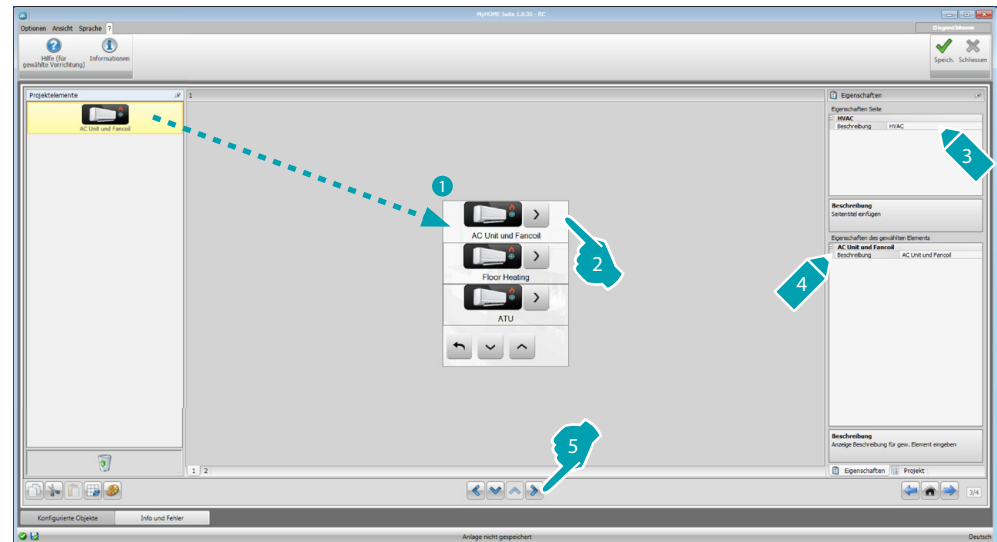 MyHOME Suite 1.0.30 - RC
Optionen Ansicht Sprache ?
Hilfe (für gewählte Vorrichtung)
Informationen
Speich. Schliessen
Projektelemente
AC Unit und Fancoil
1
1
AC Unit und Fancoil
2
Floor Heating
ATU
5
1 2
Eigenschaften
Eigenschaften Seite
HVAC
Beschreibung HVAC
3
Beschreibung
Seitentitel einfügen
Eigenschaften des gewählten Elements
AC Unit und Fancoil
Beschreibung AC Unit und Fancoil
4
Beschreibung
Anzeige Beschreibung für gew. Element eingeben
Eigenschaften Projekt
3/4
Konfigurierte Objekte Info und Fehler
Anlage nicht gespeichert
Deutsch